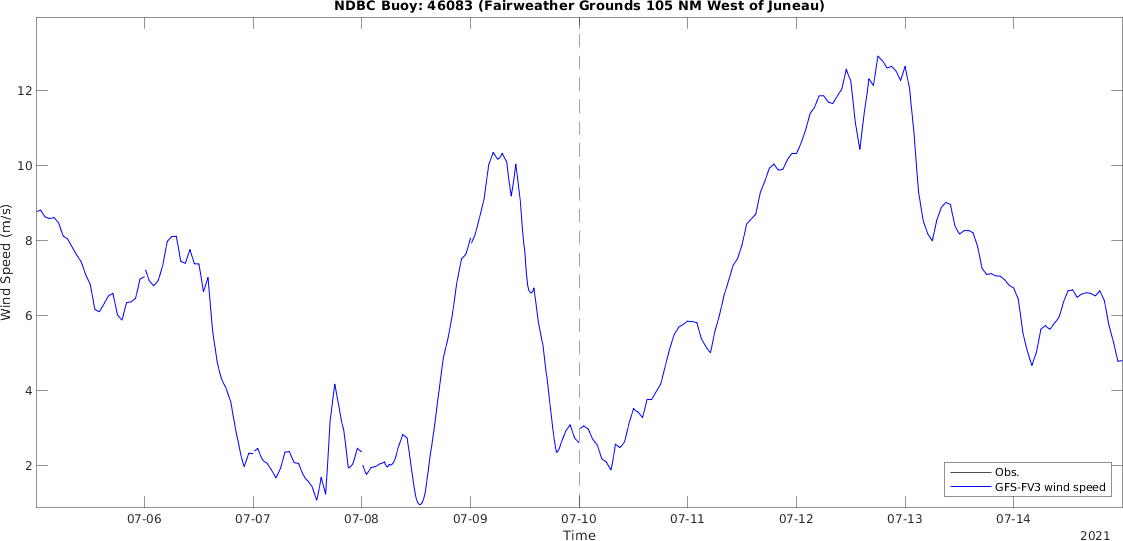 NDBC Buoy: 46083 (Fairweather Grounds 105 NM West of Juneau)
Wind Speed (m/s)
12
10
8
6
4
2
Obs.
GFS-FV3 wind speed
07-06 07-07 07-08 07-09 07-10 07-11 07-12 07-13 07-14
Time
2021